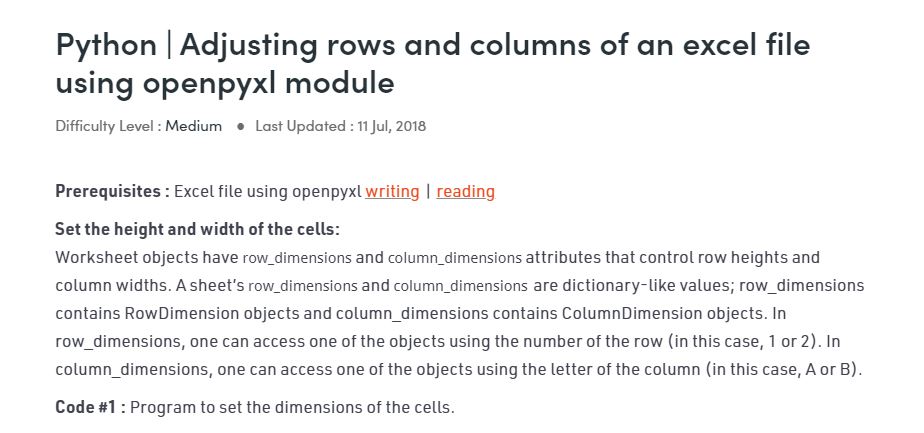 Python | Adjusting rows and columns of an excel file
using openpyxl module
Difficulty Level : Medium ● Last Updated : 11 Jul, 2018
Prerequisites : Excel file using openpyxl writing | reading
Set the height and width of the cells:
Worksheet objects have row_dimensions and column_dimensions attributes that control row heights and
column widths. A sheet’s row_dimensions and column_dimensions are dictionary-like values; row_dimensions
contains RowDimension objects and column_dimensions contains ColumnDimension objects. In
row_dimensions, one can access one of the objects using the number of the row (in this case, 1 or 2). In
column_dimensions, one can access one of the objects using the letter of the column (in this case, A or B).
Code #1 : Program to set the dimensions of the cells.